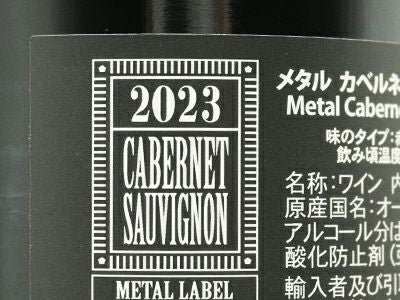 2023
CABERNET
SAUVIGNON
METAL LABEL
メタル カベルネ
Metal Caberne
味のタイプ:
飲み頃温度
名称:ワイン 内
原産国名:オー
アルコール分は
酸化防止剤
輸入者及び引